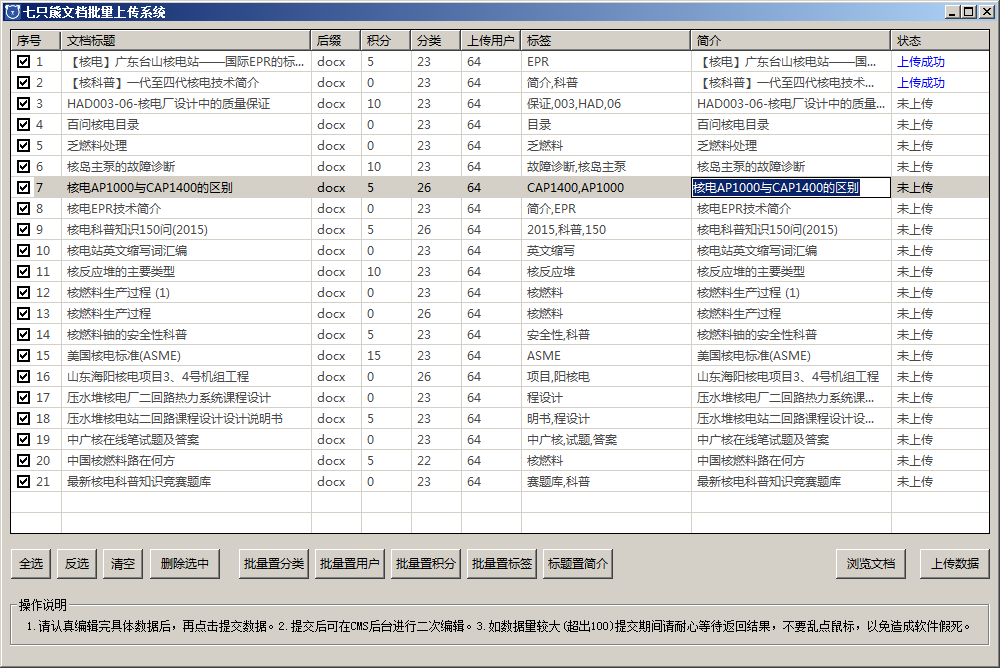 七只熊文档批量上传系统
序号 文档标题 后缀 积分 分类 上传用户 标签 简介 状态
1 【核电】广东台山核电站——国际EPR的标... docx 5 23 64 EPR 【核电】广东台山核电站——国... 上传成功
2 【核科普】一代至四代核电技术简介 docx 0 23 64 简介,科普 【核科普】一代至四代核电技术... 上传成功
3 HAD003-06-核电厂设计中的质量保证 docx 10 23 64 保证,003,HAD,06 HAD003-06-核电厂设计中的质量... 未上传
4 百问核电目录 docx 0 23 64 目录 百问核电目录 未上传
5 乏燃料处理 docx 0 23 64 乏燃料 乏燃料处理 未上传
6 核岛主泵的故障诊断 docx 10 23 64 故障诊断,核岛主泵 核岛主泵的故障诊断 未上传
7 核电AP1000与CAP1400的区别 docx 5 26 64 CAP1400,AP1000 核电AP1000与CAP1400的区别 未上传
8 核电EPR技术简介 docx 0 23 64 简介,EPR 核电EPR技术简介 未上传
9 核电科普知识150问(2015) docx 5 26 64 2015,科普,150 核电科普知识150问(2015) 未上传
10 核电站英文缩写词汇编 docx 0 23 64 英文缩写 核电站英文缩写词汇编 未上传
11 核反应堆的主要类型 docx 10 23 64 核反应堆 核反应堆的主要类型 未上传
12 核燃料生产过程 (1) docx 0 23 64 核燃料 核燃料生产过程 (1) 未上传
13 核燃料生产过程 docx 0 26 64 核燃料 核燃料生产过程 未上传
14 核燃料铀的安全性科普 docx 5 23 64 安全性,科普 核燃料铀的安全性科普 未上传
15 美国核电标准(ASME) docx 15 23 64 ASME 美国核电标准(ASME) 未上传
16 山东海阳核电项目3、4号机组工程 docx 0 26 64 项目,阳核电 山东海阳核电项目3、4号机组工程 未上传
17 压水堆核电厂二回路热力系统课程设计 docx 0 23 64 程设计 压水堆核电厂二回路热力系统课... 未上传
18 压水堆核电站二回路课程设计设计说明书 docx 5 23 64 明书,程设计 压水堆核电站二回路课程设计设... 未上传
19 中广核在线笔试题及答案 docx 0 23 64 中广核,试题,答案 中广核在线笔试题及答案 未上传
20 中国核燃料路在何方 docx 5 22 64 核燃料 中国核燃料路在何方 未上传
21 最新核电科普知识竞赛题库 docx 0 23 64 赛题库,科普 最新核电科普知识竞赛题库 未上传
全选 反选 清空 删除选中 批量置分类 批量置用户 批量置积分 批量置标签 标题置简介 浏览文档 上传数据
操作说明
1.请认真编辑完具体数据后，再点击提交数据。2.提交后可在CMS后台进行二次编辑。3.如数据量较大(超出100)提交期间请耐心等待返回结果，不要乱点鼠标，以免造成软件假死。